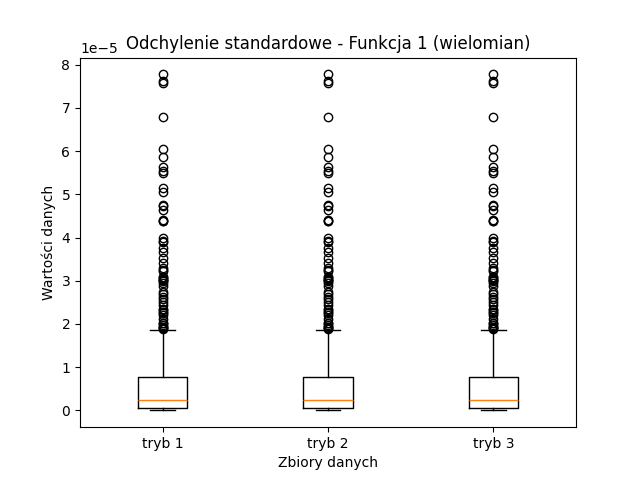 Odchylenie standardowe - Funkcja 1 (wielomian)
1e−5
8
7
6
5
4
3
2
1
0
Wartości danych
tryb 1 tryb 2 tryb 3
Zbiory danych